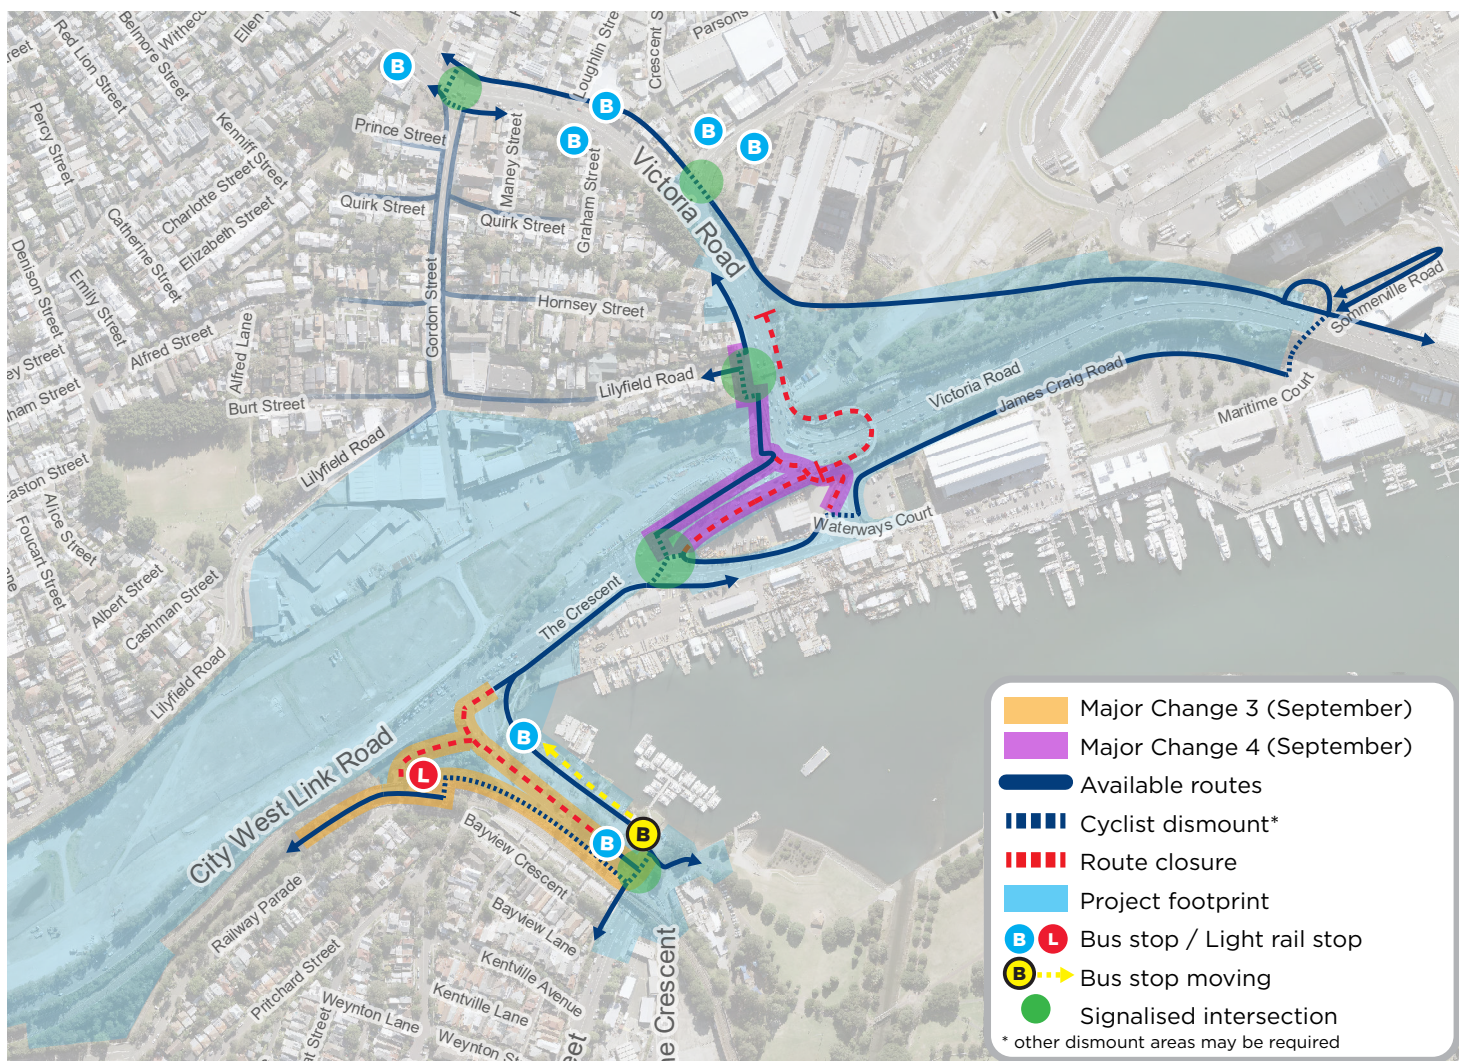 Red Lion Street
Belmore Street
Loughlin Stre
Crescent S
Parsons
B
B
B
B
B
Percy Street
Prince Street
Kenniff Street
Maney Street
Charlotte Street
Victoria Road
Graham Street
Quirk Street
Quirk Street
Elizabeth Street
Catherine Street
Denison Street
Emily Street
Gordon Street
Hornsey Street
Sommerville Road
Alfred Street
Alfred Lane
Lilyfield Road
Victoria Road
James Craig Road
Maritime Court
Burt Street
Lilyfield Road
Easton Street
Alice Street
Foucart Street
Waterways Court
Albert Street
Cashman Street
The Crescent
Lilyfield Road
City West Link Road
B
L
B
B
Bayview Crescent
Railway Parade
Bayview Lane
Pritchard Street
Kentville Avenue
Kentville Lane
Weynton Lane
Weynton St
he Crescent
Major Change 3 (September)
Major Change 4 (September)
Available routes
Cyclist dismount*
Route closure
Project footprint
B L Bus stop / Light rail stop
B Bus stop moving
Signalised intersection
* other dismount areas may be required